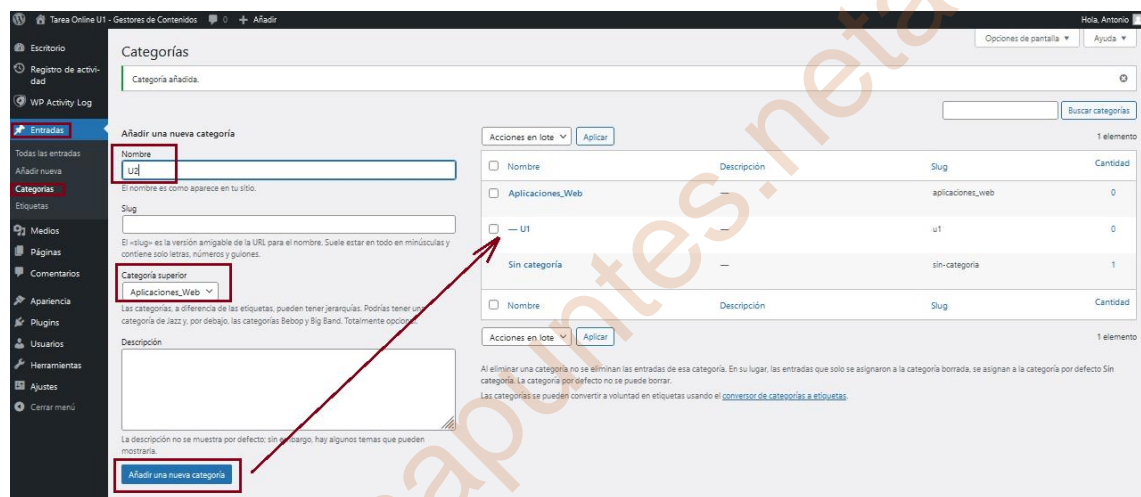 Tarea Online U1 - Gestores de Contenidos 0 + Añadir Hola, Antonio
Escritorio
Registro de activi-
dad
WP Activity Log
Entradas
Todas las entradas
Añadir nueva
Categorías
Etiquetas
Medios
Páginas
Comentarios
Apariencia
Plugins
Usuarios
Herramientas
Ajustes
Cerrar menú
Opciones de pantalla Ayuda
Categorías
Categoría añadida.
Buscar categorías
Añadir una nueva categoría
Nombre
U2
El nombre es como aparece en tu sitio.
Slug
El «slug» es la versión amigable de la URL para el nombre. Suele estar en todo en minúsculas y
contiene solo letras, números y guiones.
Categoría superior
Aplicaciones_Web
Las categorías, a diferencia de las etiquetas, pueden tener jerarquías. Podrías tener una
categoría de Jazz y, por debajo, las categorías Bebop y Big Band. Totalmente opcional.
Descripción
La descripción no se muestra por defecto; sin embargo, hay algunos temas que pueden
mostrarla.
Añadir una nueva categoría
Acciones en lote Aplicar 1 elemento
Nombre Descripción Slug Cantidad
Aplicaciones_Web — aplicaciones_web 0
— U1 — u1 0
Sin categoría — sin-categoria 1
Nombre Descripción Slug Cantidad
Acciones en lote Aplicar 1 elemento
Al eliminar una categoría no se eliminan las entradas de esa categoría. En su lugar, las entradas que solo se asignaron a la categoría borrada, se asignan a la categoría por defecto Sin
categoría. La categoría por defecto no se puede borrar.
Las categorías se pueden convertir a voluntad en etiquetas usando el conversor de categorías a etiquetas.